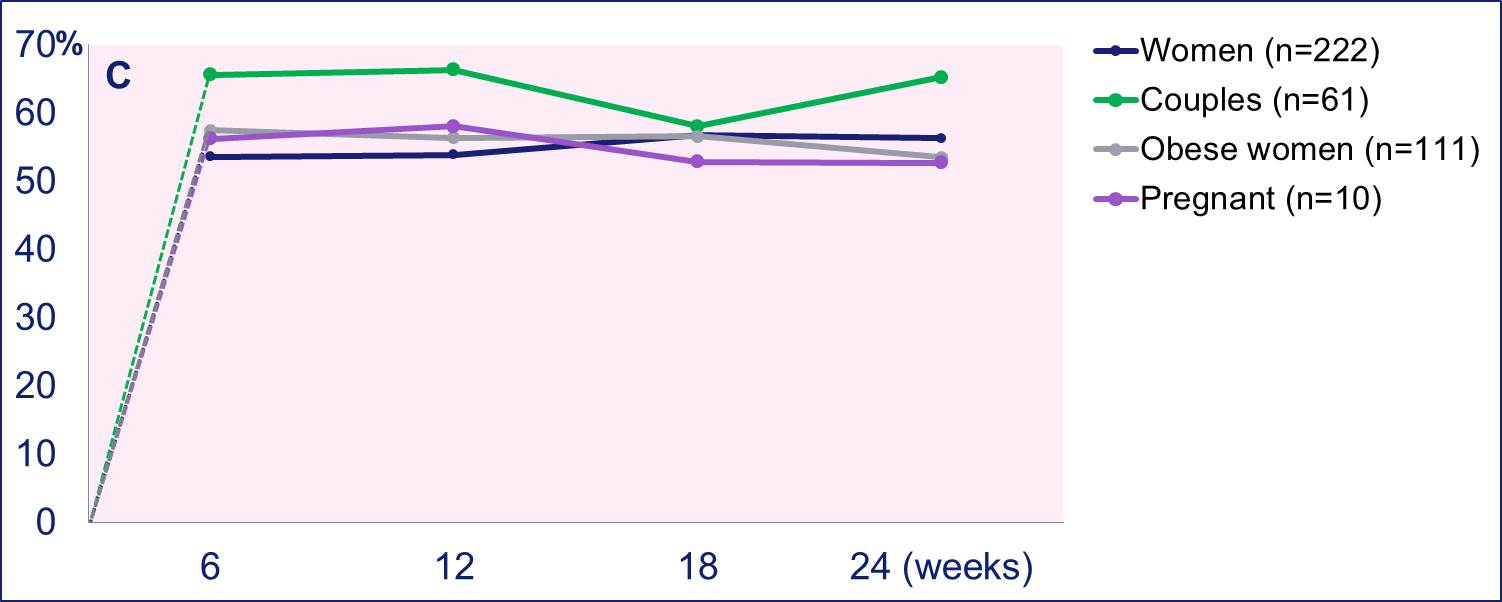 70%
C
60
50
40
30
20
10
0
6 12 18 24 (weeks)
Women (n=222)
Couples (n=61)
Obese women (n=111)
Pregnant (n=10)